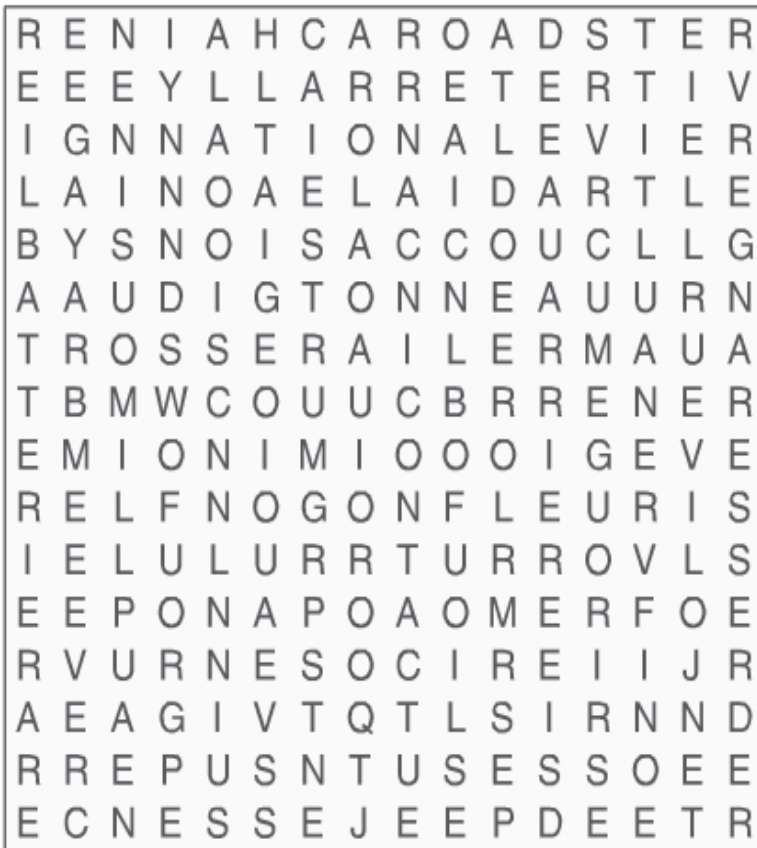 R E N I A H C A R O A D S T E R
E E E Y L L A R R E T E R T I V
I G N N A T I O N A L E V I E R
L A I N O A E L A I D A R T L E
B Y S N O I S A C C O U C L L G
A A U D I G T O N N E A U U R N
T R O S S E R A I L E R M A U A
T B M W C O U U C B R R E N E R
E M I O N I M I O O O I G E V E
R E L F N O G O N F L E U R I S
I E L U L U R R T U R R O V L S
E E P O N A P O A O M E R F O E
R V U R N E S O C I R E I I J R
A E A G I V T Q T L S I R N N D
R R E P U S N T U S E S S O E E
E C N E S S E J E E P D E E T R